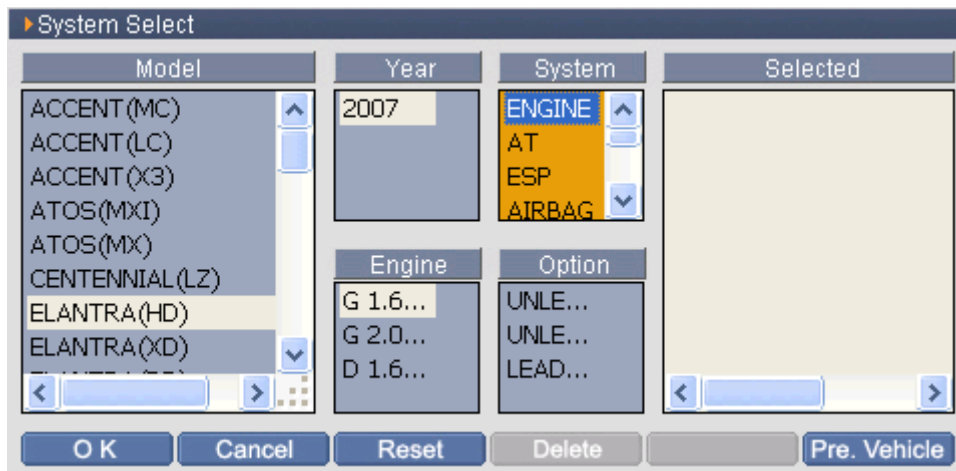 System Select
Model
ACCENT(MC)
ACCENT(LC)
ACCENT(X3)
ATOS(MXI)
ATOS(MX)
CENTENNIAL(LZ)
ELANTRA(HD)
ELANTRA(XD)
Year
2007
System
ENGINE
AT
ESP
AIRBAG
Selected
Engine
G 1.6...
G 2.0...
D 1.6...
Option
UNLE...
UNLE...
LEAD...
OK Cancel Reset Delete Pre. Vehicle